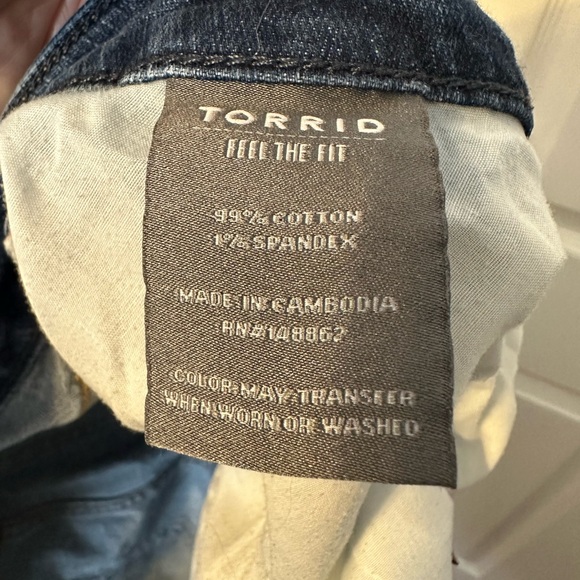 TORRID
FEEL THE FIT
99% COTTON
1% SPANDEX
MADE IN CAMBODIA
RN#148862
COLOR MAY TRANSFER
WHEN WORN OR WASHED